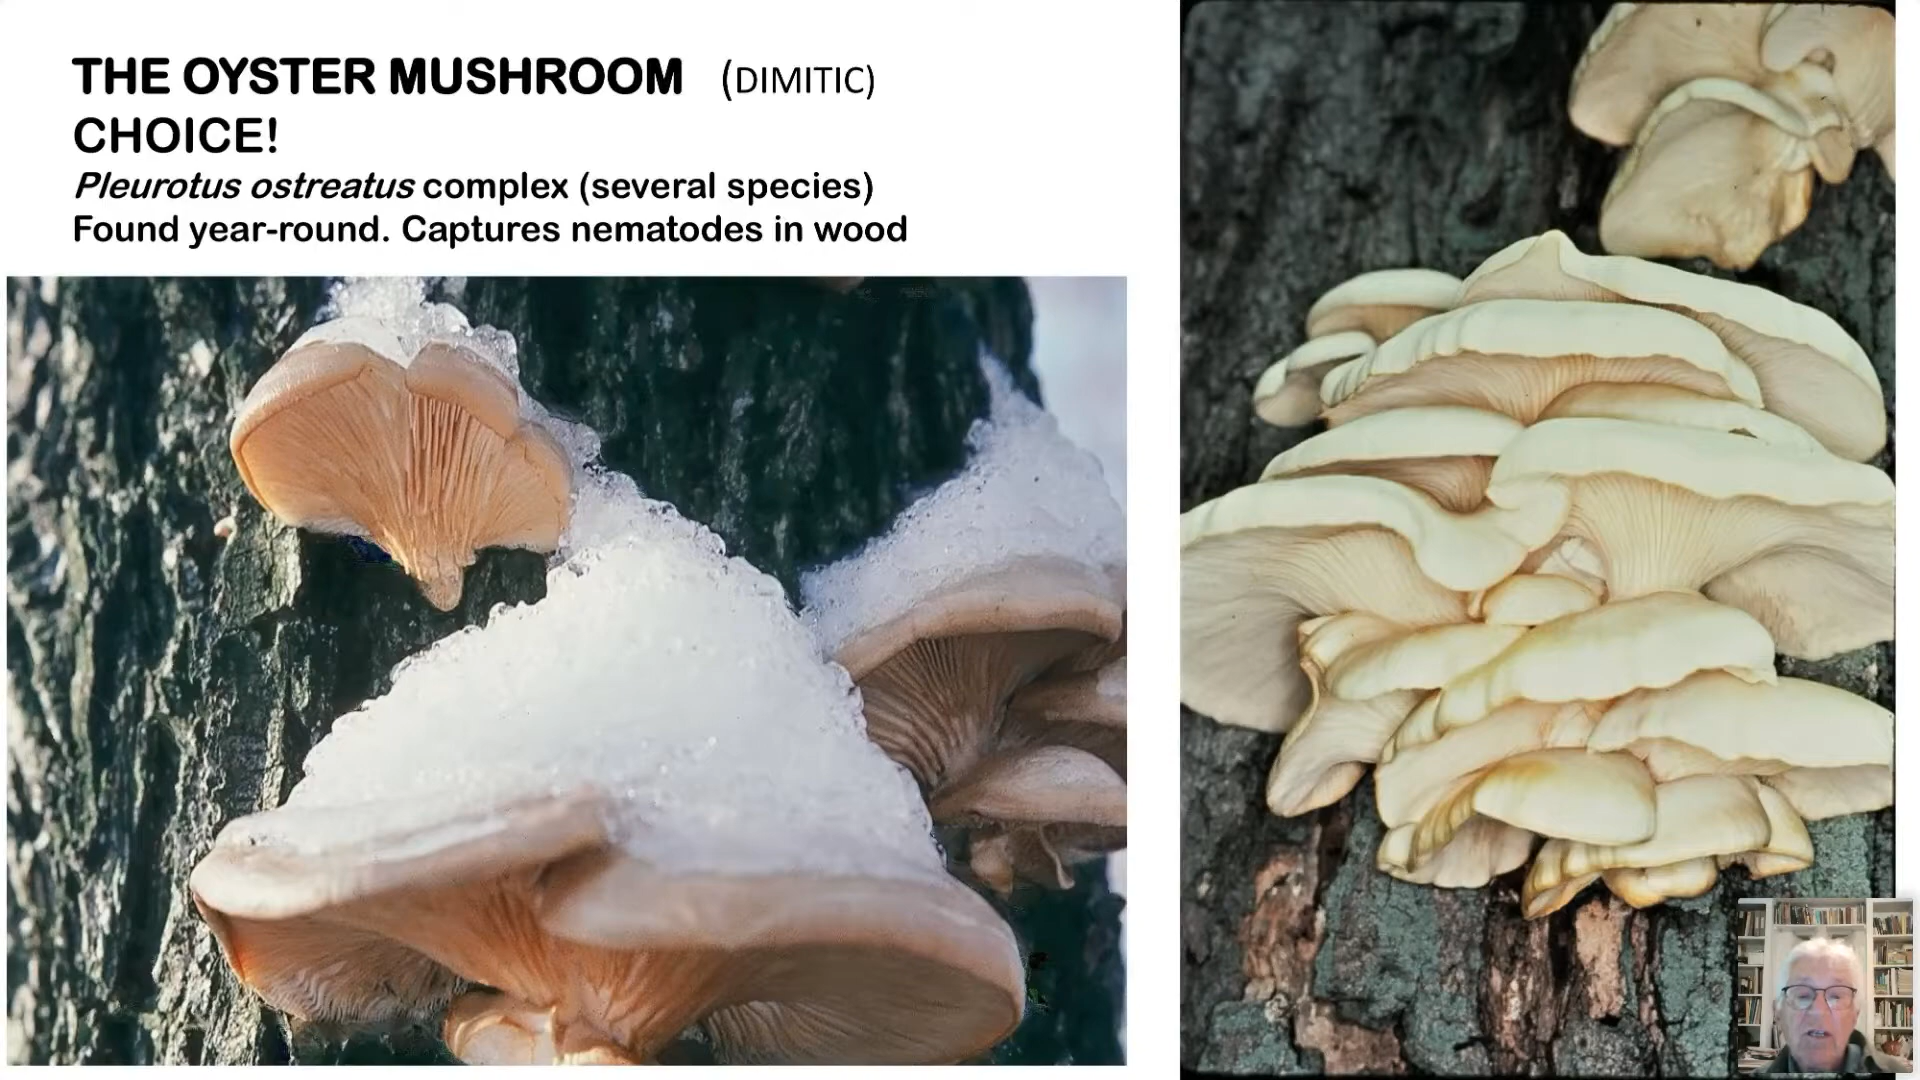 THE OYSTER MUSHROOM (DIMITIC)
CHOICE!
Pleurotus ostreatus complex (several species)
Found year-round. Captures nematodes in wood